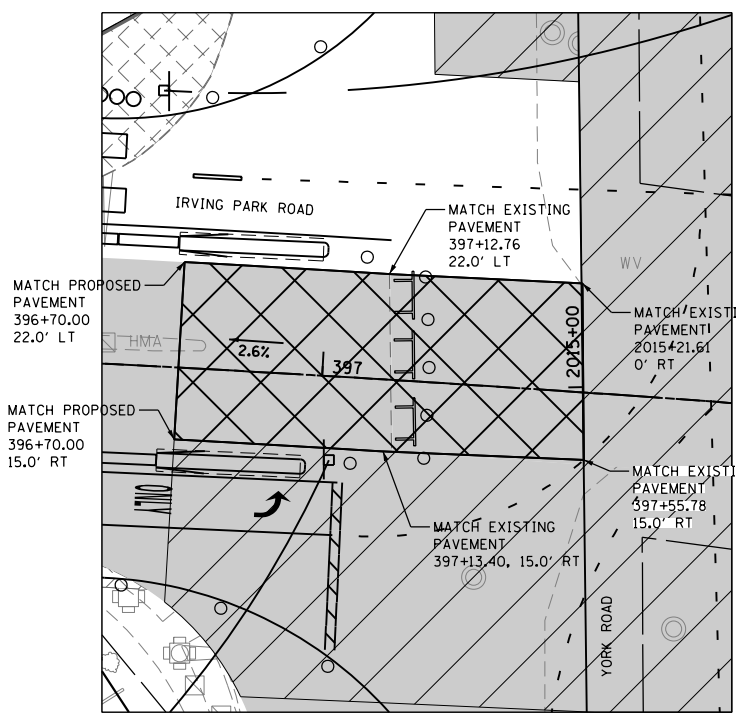 IRVING PARK ROAD
MATCH EXISTING
PAVEMENT
397+12.76
22.0' LT
WV
MATCH PROPOSED
PAVEMENT
396+70.00
22.0' LT
HMA
2.6%
397
2015+00
MATCH EXISTI
PAVEMENT
2015+21.61
0' RT
MATCH PROPOSED
PAVEMENT
396+70.00
15.0' RT
MATCH EXISTI
PAVEMENT
397+55.78
15.0' RT
MATCH EXISTING
PAVEMENT
397+13.40, 15.0' RT
YORK ROAD